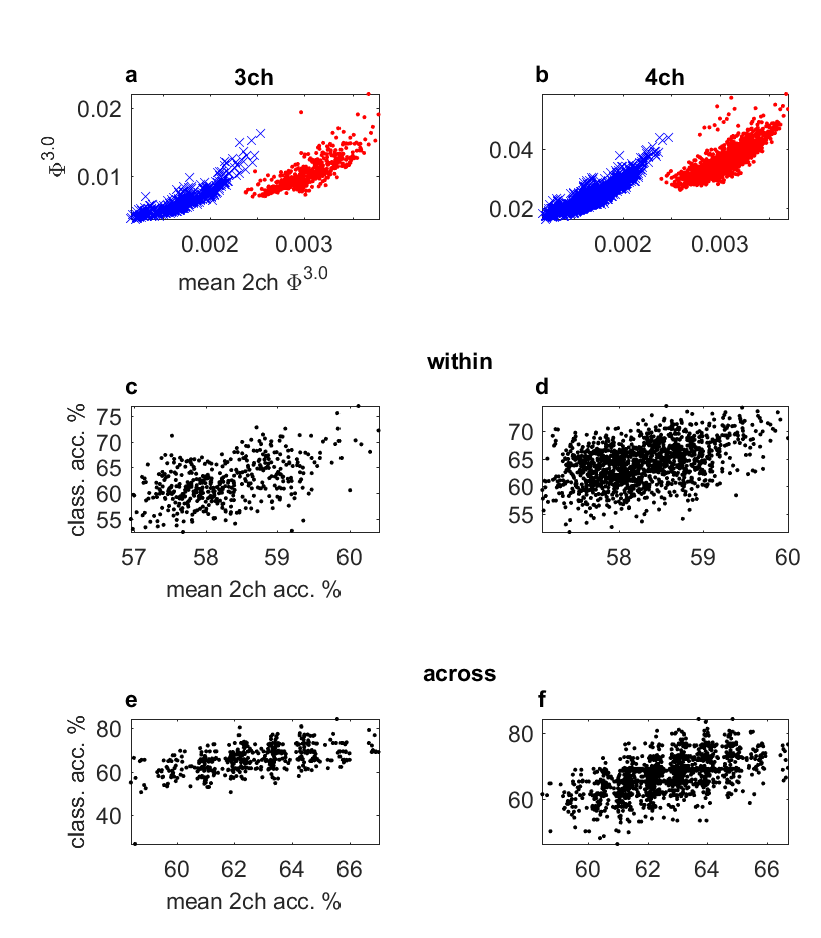 a 3ch b 4ch
0.02
0.01
Φ^3.0
0.002 0.003
mean 2ch Φ^3.0
0.04
0.02
0.002 0.003
within
c d
75
70
65
60
55
class. acc. %
57 58 59 60
mean 2ch acc. %
70
65
60
55
58 59 60
across
e f
80
60
40
class. acc. %
60 62 64 66
mean 2ch acc. %
80
60
60 62 64 66